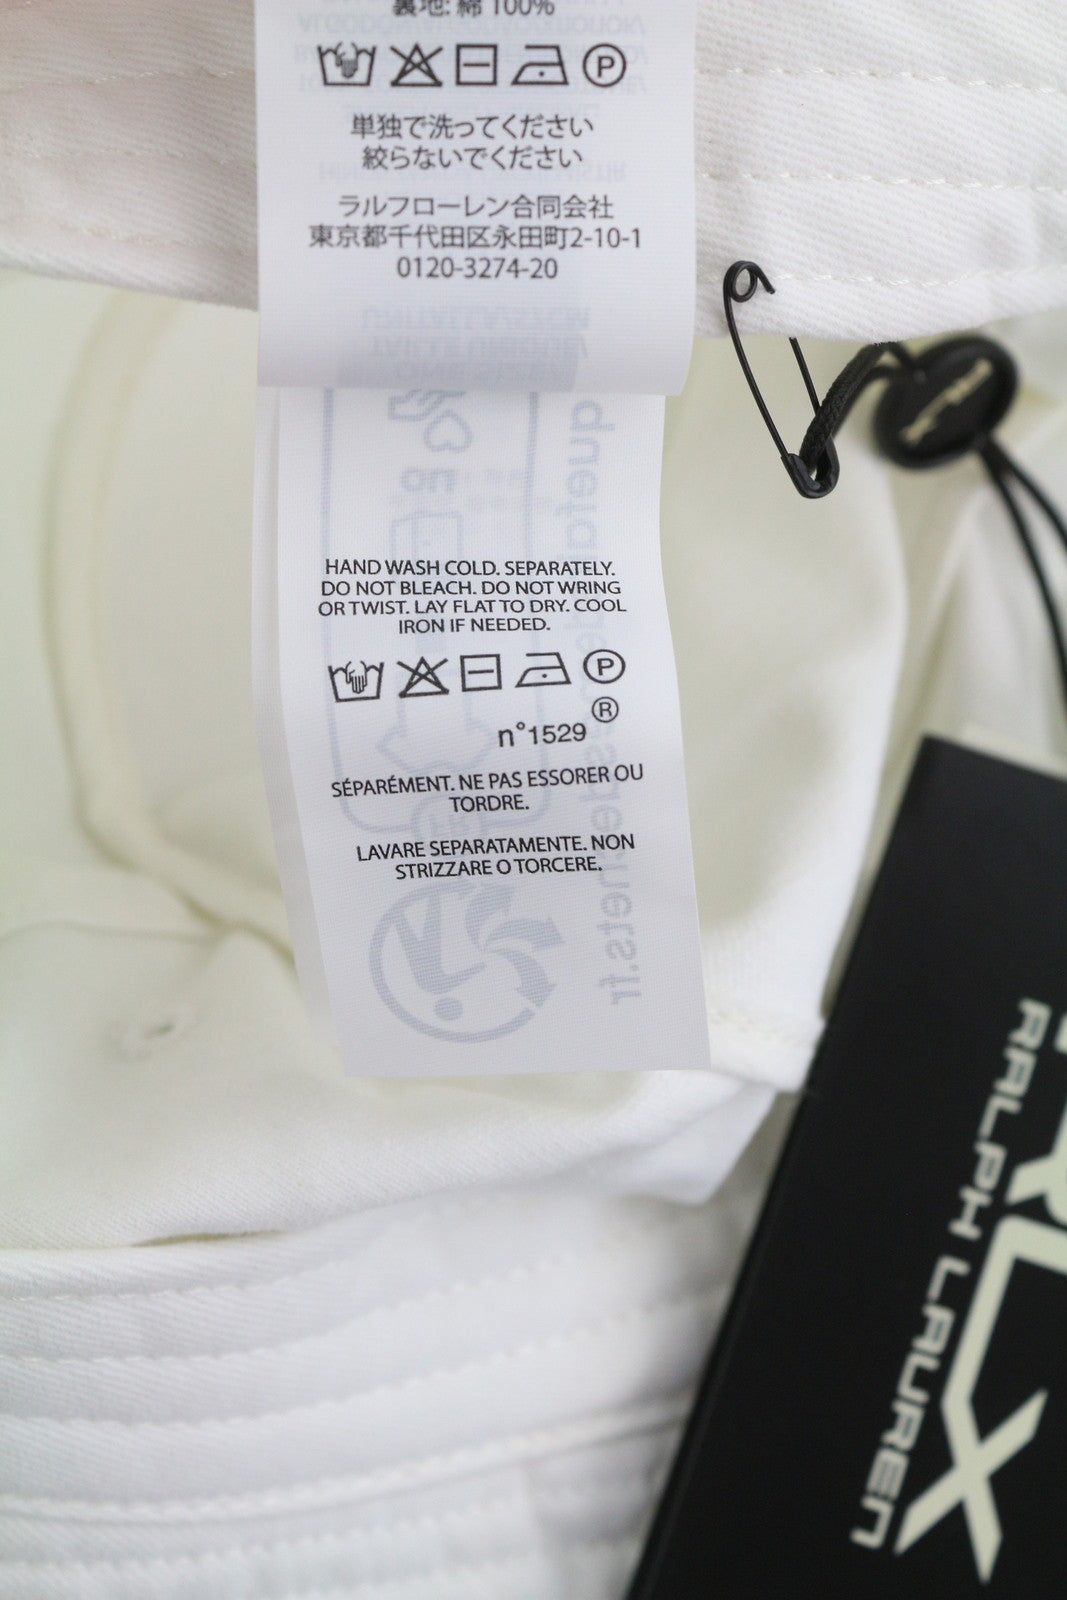 裏地: 綿 100%
P
単独で洗ってください
絞らないでください
ラルフローレン合同会社
東京都千代田区永田町2-10-1
0120-3274-20
HAND WASH COLD. SEPARATELY.
DO NOT BLEACH. DO NOT WRING
OR TWIST. LAY FLAT TO DRY. COOL
IRON IF NEEDED.
P
®
n°1529
SÉPARÉMENT. NE PAS ESSORER OU
TORDRE.
LAVARE SEPARATAMENTE. NON
STRIZZARE O TORCERE.
RLX
RALPH LAUREN